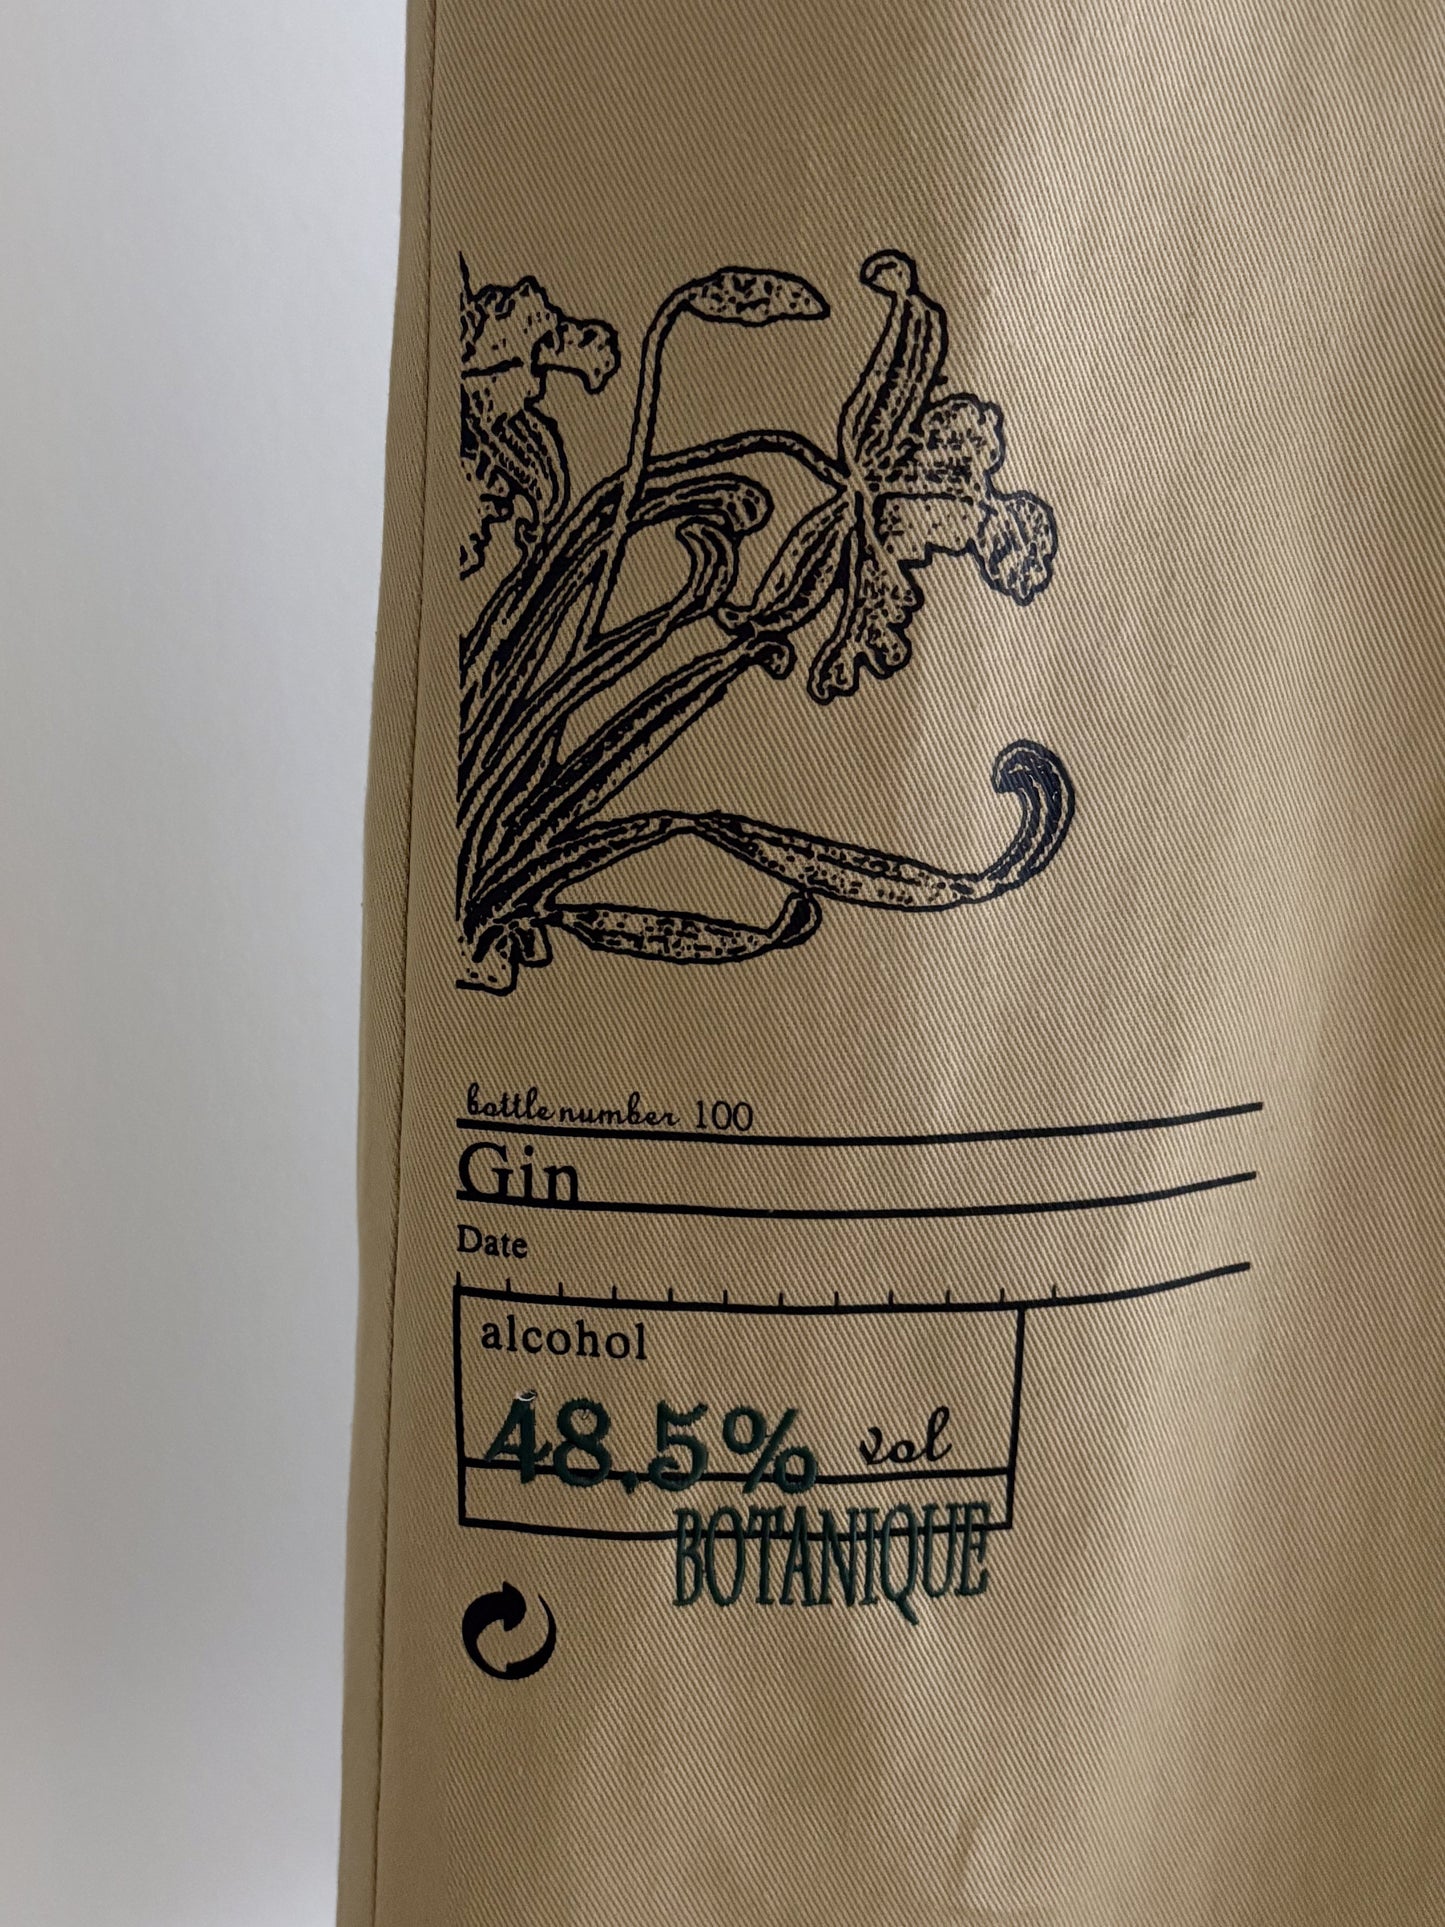 bottle number 100
Gin
Date
alcohol
48,5% vol
BOTANIQUE